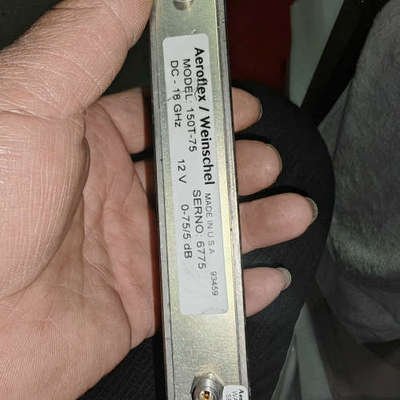 Aeroflex / Weinschel
MODEL: 150T-75
DC - 18 GHz
12 V
MADE IN U S A
SERNO: 6775
0-75/5 dB
93459